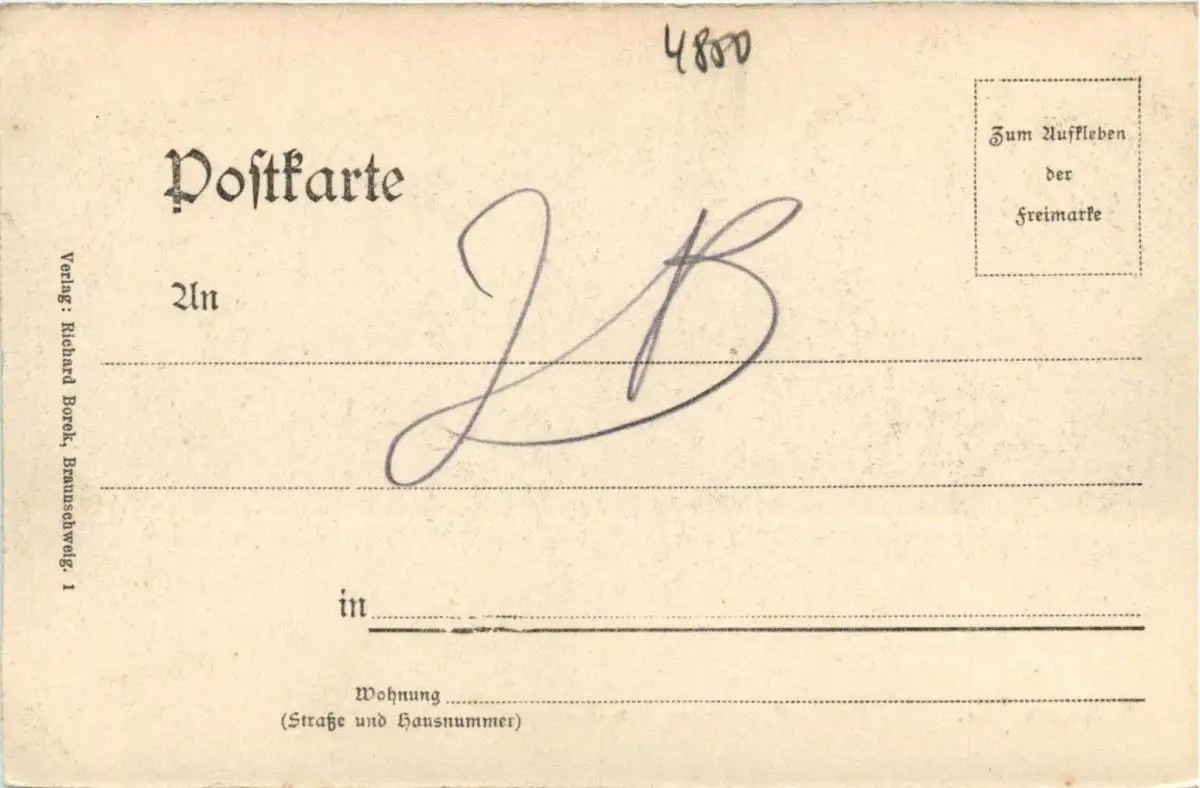 4800
Postkarte
Zum Aufkleben
der
Freimarke
An
JB
in
Wohnung
(Straße und Hausnummer)
Verlag: Richard Borek, Braunschweig. 1